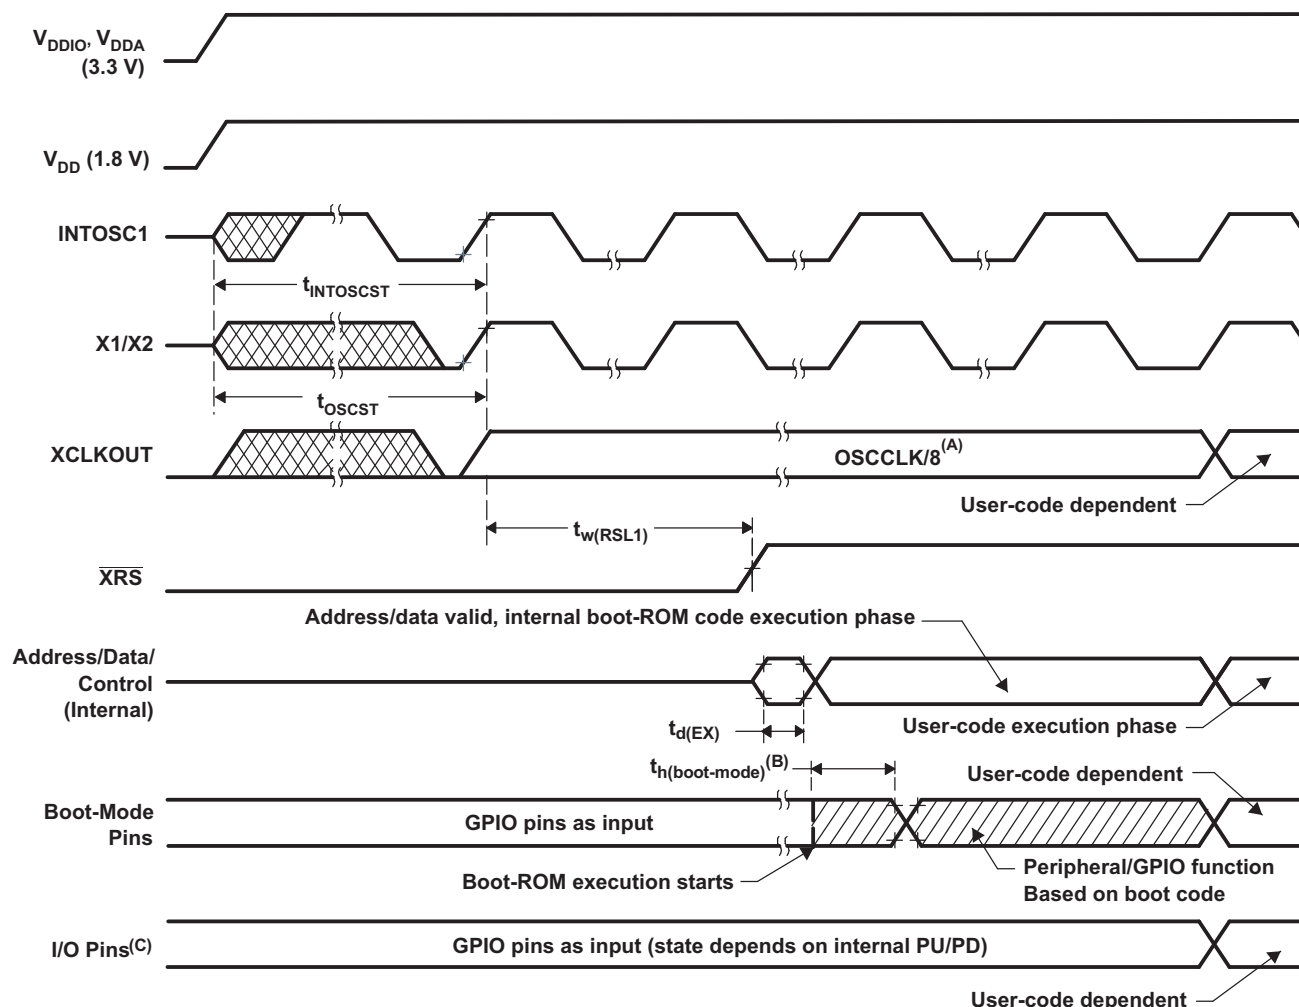 V_DDIO, V_DDA
(3.3 V)
V_DD (1.8 V)
INTOSC1
t_INTOSCST
X1/X2
t_OSCST
XCLKOUT
OSCCLK/8(A)
User-code dependent
t_w(RSL1)
XRS
Address/data valid, internal boot-ROM code execution phase
Address/Data/
Control
(Internal)
t_d(EX)
User-code execution phase
t_h(boot-mode)(B)
User-code dependent
Boot-Mode
Pins
GPIO pins as input
Boot-ROM execution starts
Peripheral/GPIO function
Based on boot code
I/O Pins(C)
GPIO pins as input (state depends on internal PU/PD)
User-code dependent